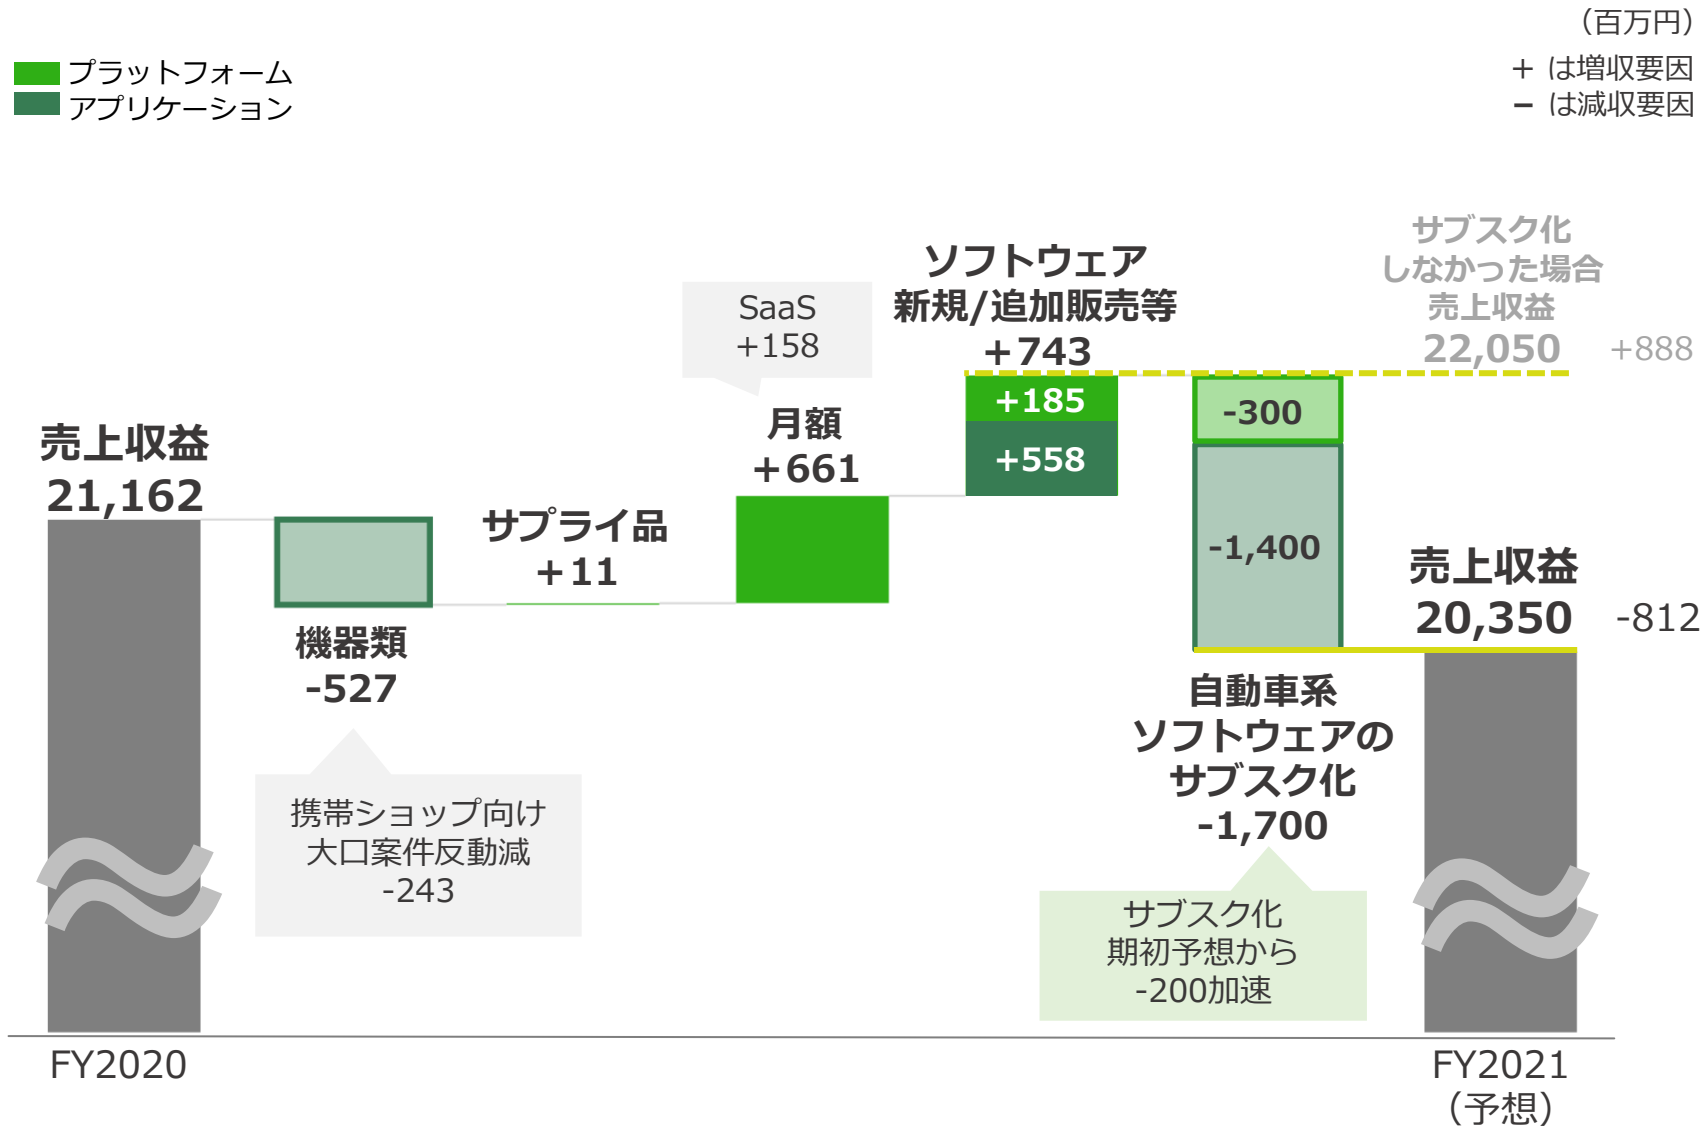 （百万円）
+ は増収要因
– は減収要因
プラットフォーム
アプリケーション
売上収益
21,162
機器類
-527
携帯ショップ向け
大口案件反動減
-243
サプライ品
+11
SaaS
+158
月額
+661
ソフトウェア
新規/追加販売等
+743
+185
+558
-300
-1,400
自動車系
ソフトウェアの
サブスク化
-1,700
サブスク化
期初予想から
-200加速
サブスク化
しなかった場合
売上収益
22,050 +888
売上収益
20,350 -812
FY2020
FY2021
（予想）